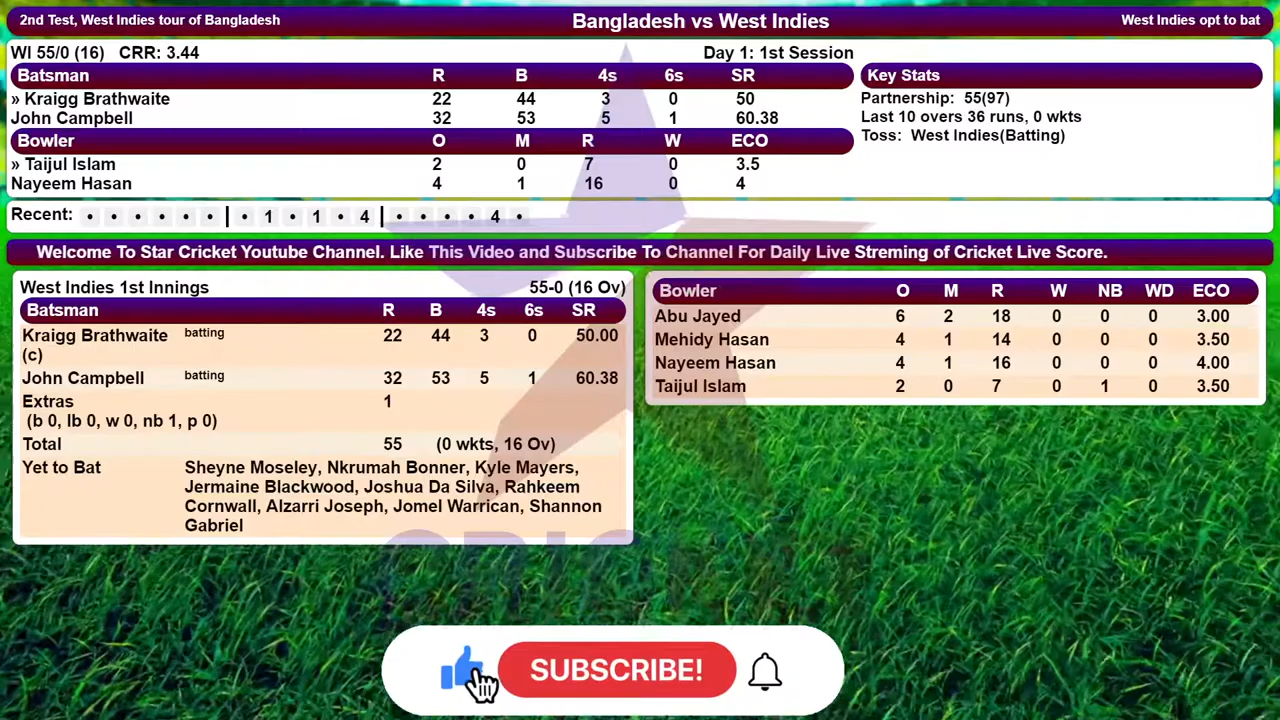 2nd Test, West Indies tour of Bangladesh Bangladesh vs West Indies West Indies opt to bat
WI 55/0 (16) CRR: 3.44 Day 1: 1st Session
Batsman R B 4s 6s SR
» Kraigg Brathwaite 22 44 3 0 50
John Campbell 32 53 5 1 60.38
Bowler O M R W ECO
» Taijul Islam 2 0 7 0 3.5
Nayeem Hasan 4 1 16 0 4
Key Stats
Partnership: 55(97)
Last 10 overs 36 runs, 0 wkts
Toss: West Indies(Batting)
Recent: • • • • • • | • 1 • 1 • 4 | • • • • 4 •
Welcome To Star Cricket Youtube Channel. Like This Video and Subscribe To Channel For Daily Live Streming of Cricket Live Score.
West Indies 1st Innings 55-0 (16 Ov)
Batsman R B 4s 6s SR
Kraigg Brathwaite batting 22 44 3 0 50.00
(c)
John Campbell batting 32 53 5 1 60.38
Extras 1
(b 0, lb 0, w 0, nb 1, p 0)
Total 55 (0 wkts, 16 Ov)
Yet to Bat Sheyne Moseley, Nkrumah Bonner, Kyle Mayers,
Jermaine Blackwood, Joshua Da Silva, Rahkeem
Cornwall, Alzarri Joseph, Jomel Warrican, Shannon
Gabriel
Bowler O M R W NB WD ECO
Abu Jayed 6 2 18 0 0 0 3.00
Mehidy Hasan 4 1 14 0 0 0 3.50
Nayeem Hasan 4 1 16 0 0 0 4.00
Taijul Islam 2 0 7 0 1 0 3.50
SUBSCRIBE!